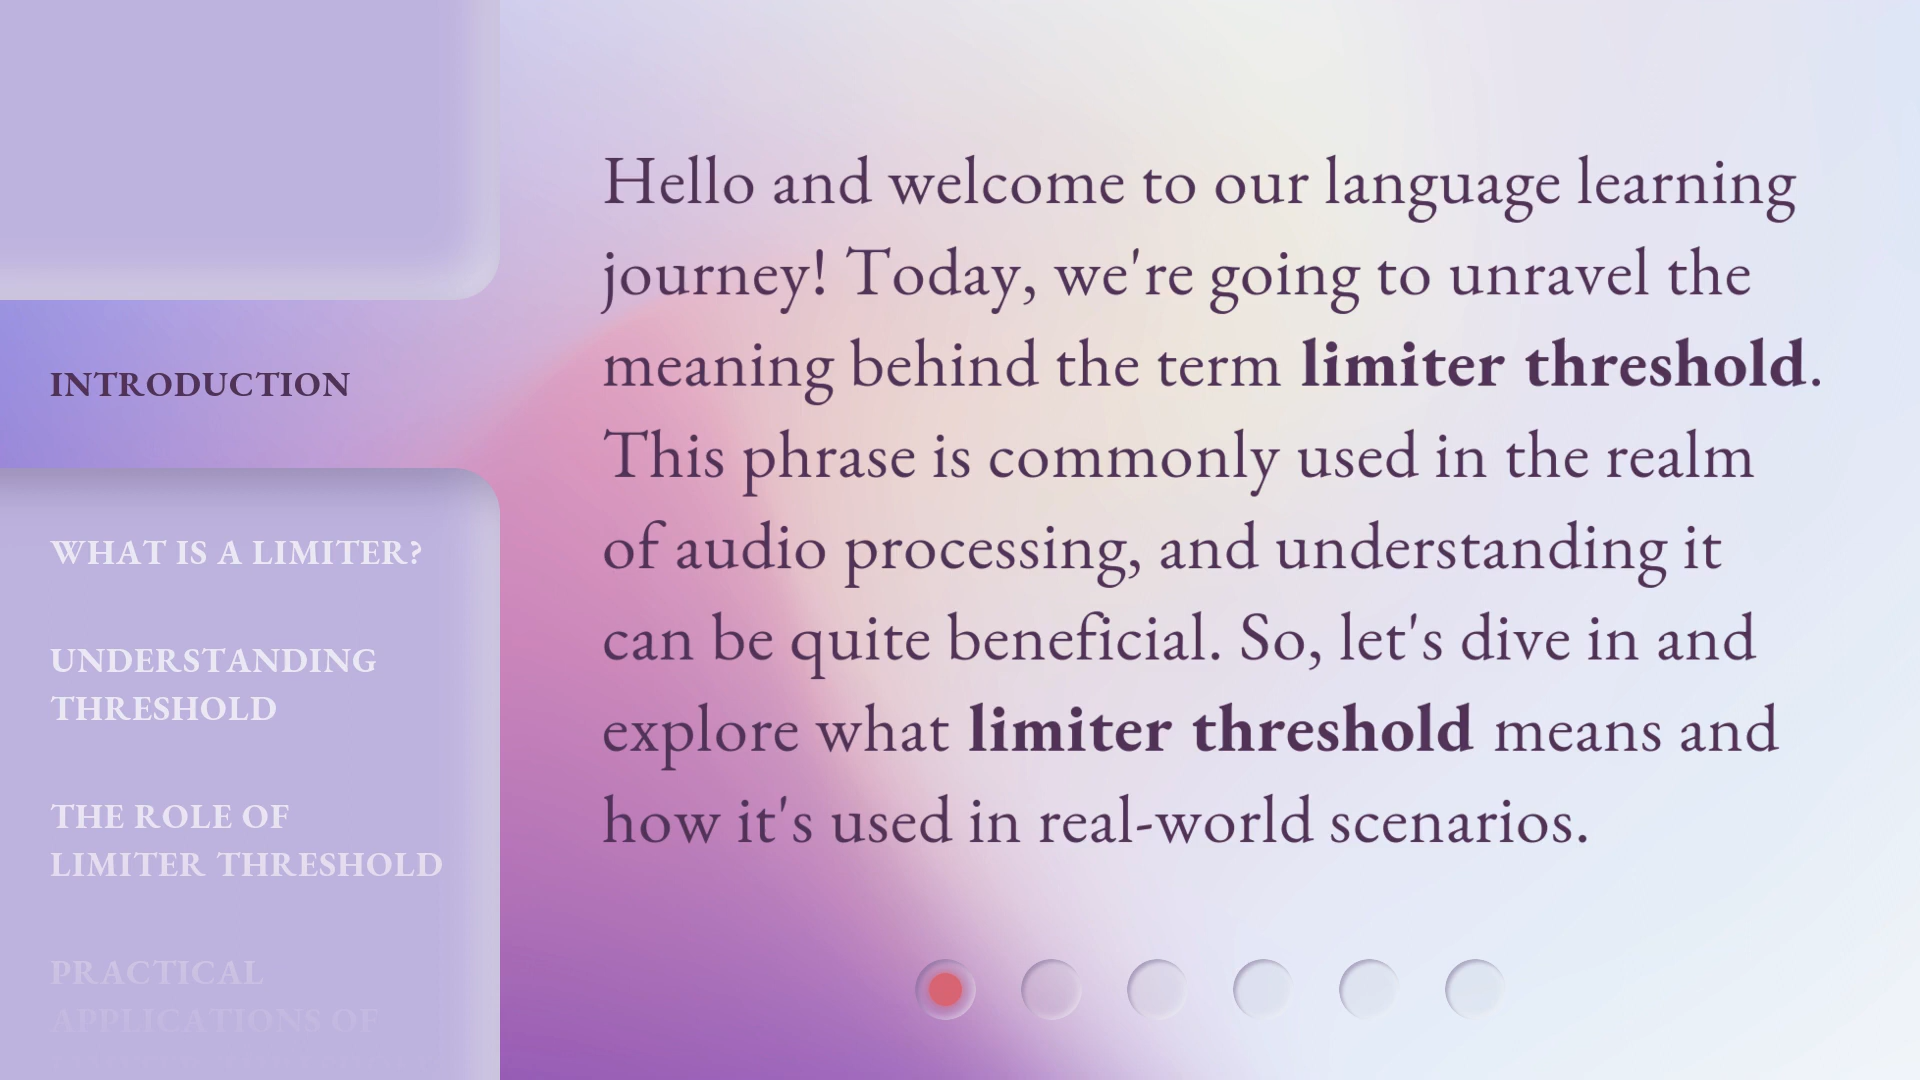 INTRODUCTION
WHAT IS A LIMITER?
UNDERSTANDING
THRESHOLD
THE ROLE OF
LIMITER THRESHOLD
PRACTICAL
APPLICATIONS OF
Hello and welcome to our language learning
journey! Today, we're going to unravel the
meaning behind the term limiter threshold.
This phrase is commonly used in the realm
of audio processing, and understanding it
can be quite beneficial. So, let's dive in and
explore what limiter threshold means and
how it's used in real-world scenarios.